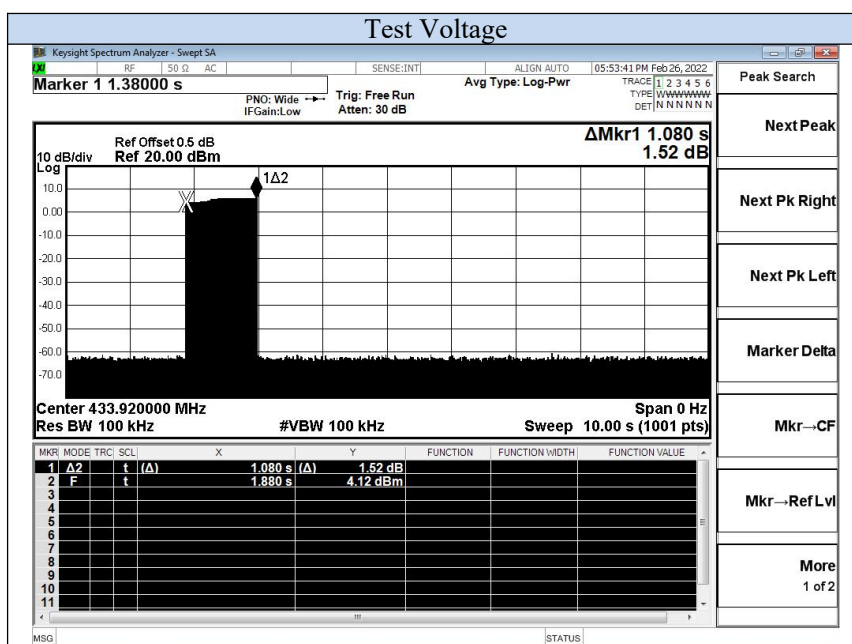 Test Voltage
Keysight Spectrum Analyzer - Swept SA
LXI RF 50 Ω AC SENSE:INT ALIGN AUTO 05:53:41 PM Feb 26, 2022
Marker 1 1.38000 s
PNO: Wide
IFGain:Low
Trig: Free Run
Atten: 30 dB
Avg Type: Log-Pwr
TRACE 1 2 3 4 5 6
TYPE WWWWWW
DET N N N N N N
ΔMkr1 1.080 s
1.52 dB
Ref Offset 0.5 dB
10 dB/div Ref 20.00 dBm
Log
1Δ2
10.0
0.00
-10.0
-20.0
-30.0
-40.0
-50.0
-60.0
-70.0
X
Center 433.920000 MHz Span 0 Hz
Res BW 100 kHz #VBW 100 kHz Sweep 10.00 s (1001 pts)
MKR MODE TRC SCL X Y FUNCTION FUNCTION WIDTH FUNCTION VALUE
1 Δ2 t (Δ) 1.080 s (Δ) 1.52 dB
2 F t 1.880 s 4.12 dBm
3
4
5
6
7
8
9
10
11
MSG STATUS
Peak Search
Next Peak
Next Pk Right
Next Pk Left
Marker Delta
Mkr→CF
Mkr→Ref Lvl
More
1 of 2